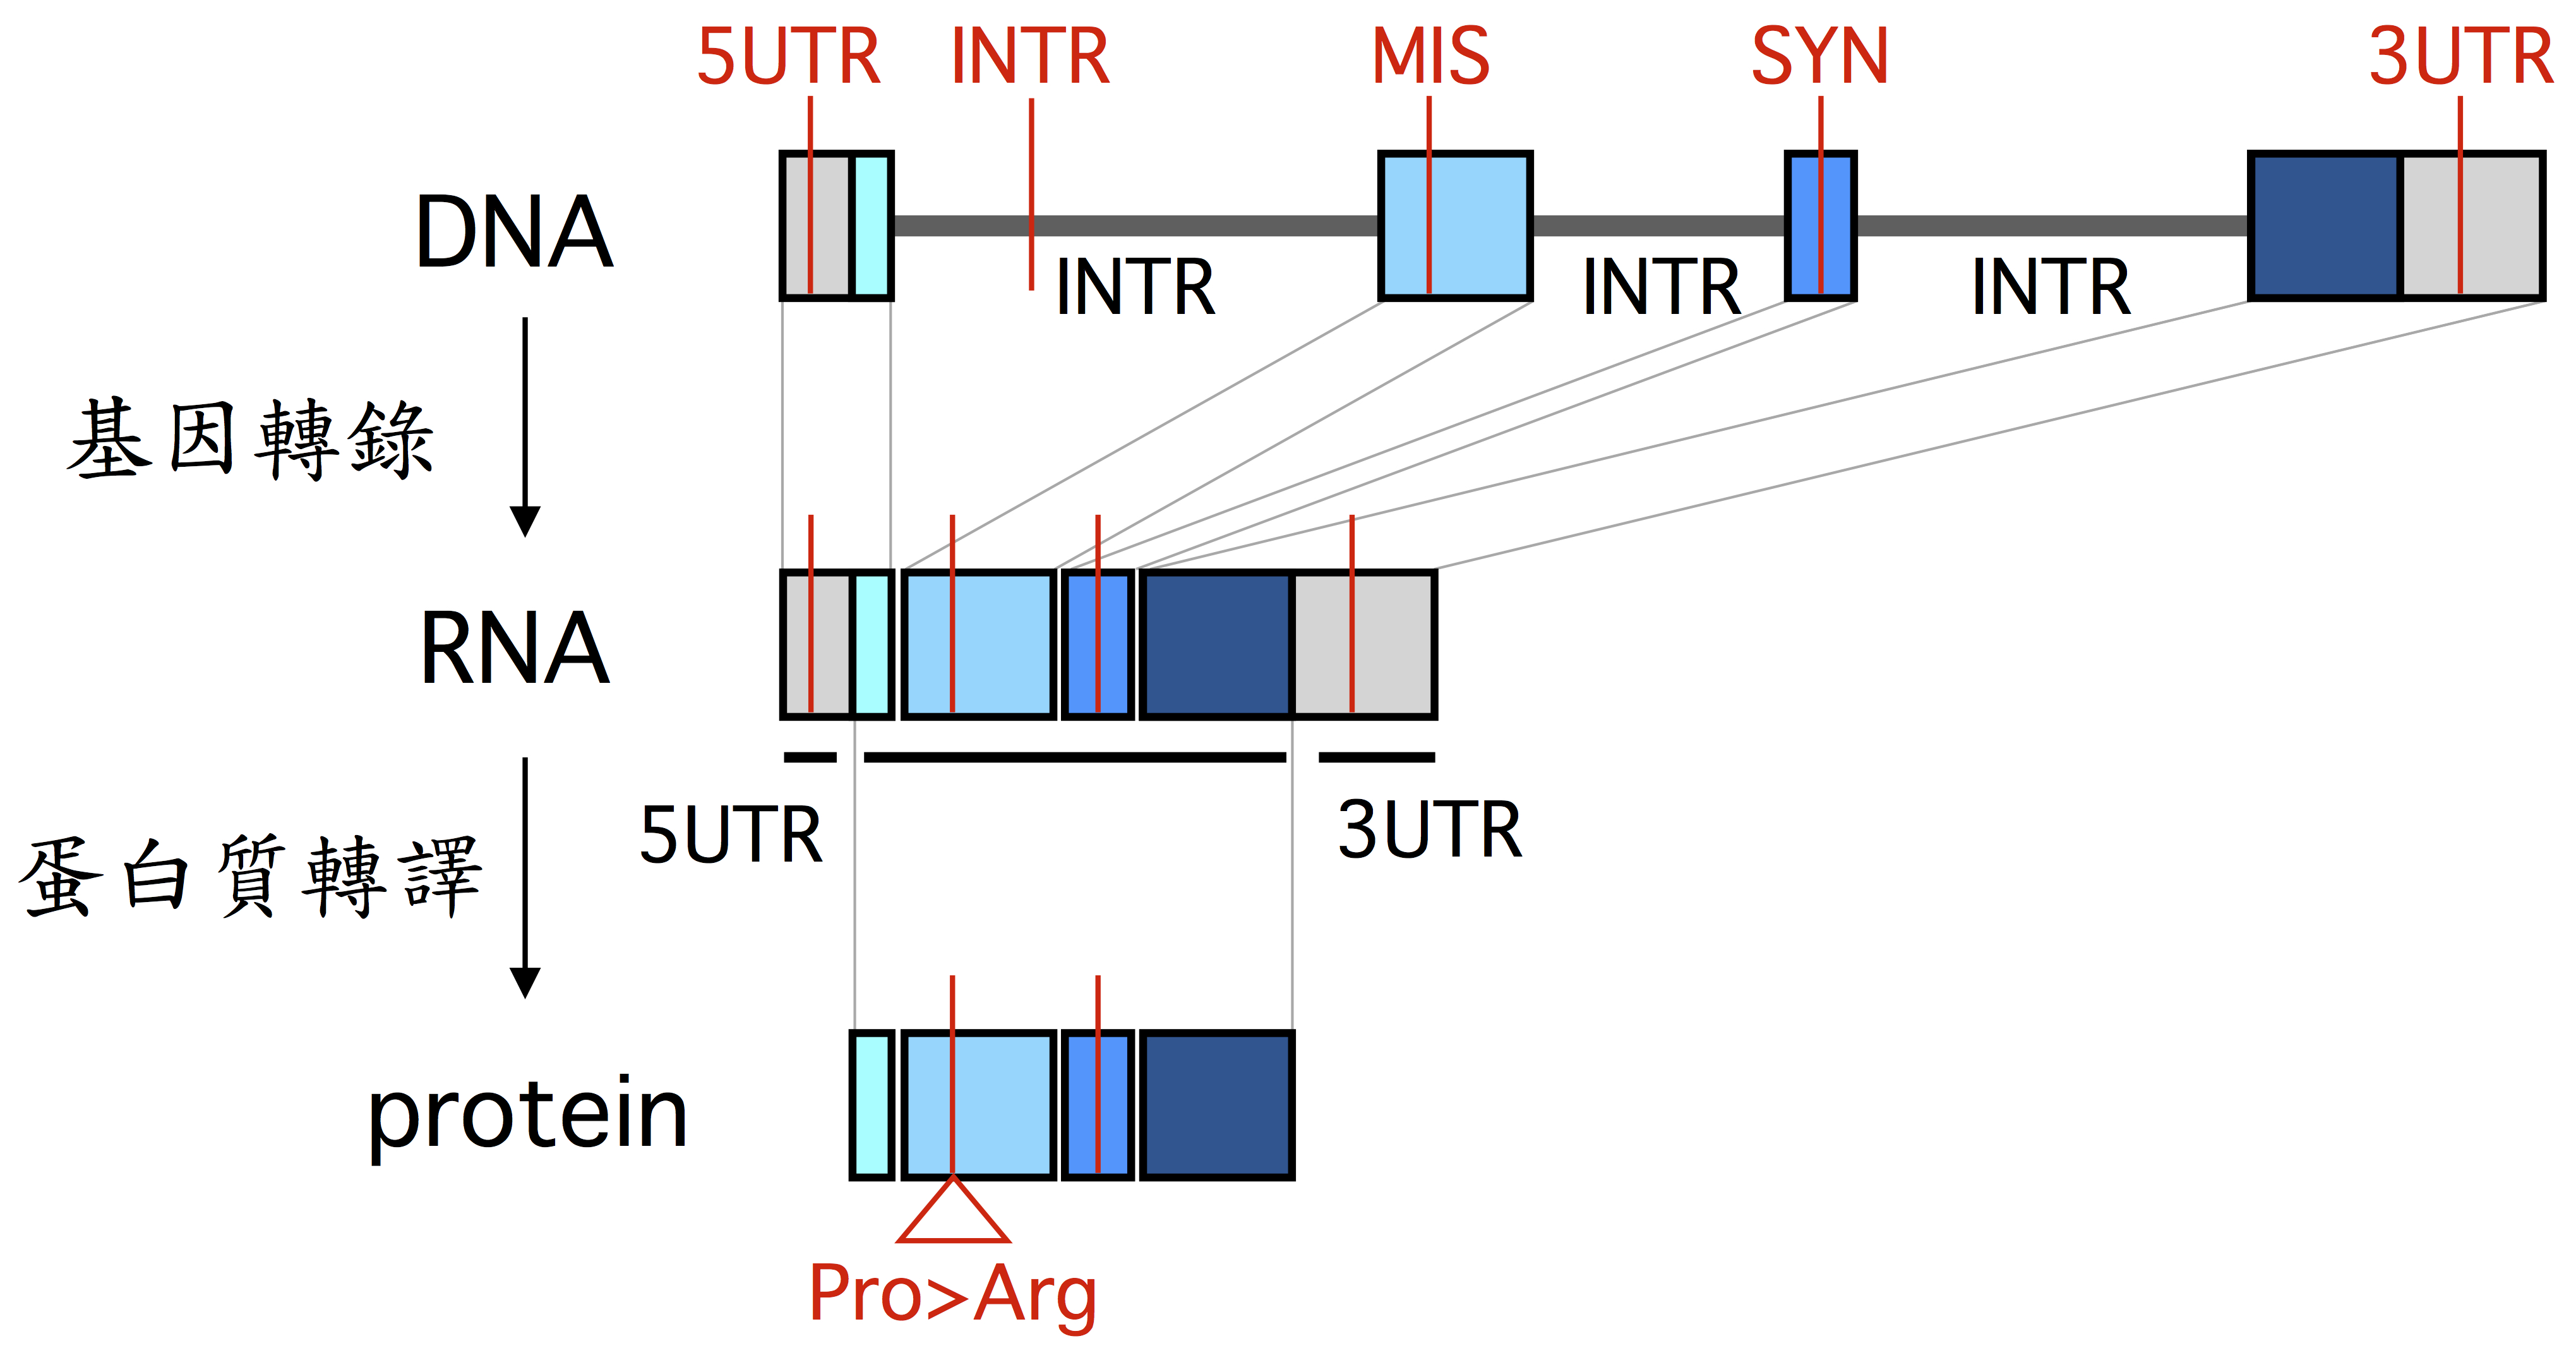 5UTR INTR MIS SYN 3UTR
DNA
INTR INTR INTR
基因轉錄
RNA
5UTR 3UTR
蛋白質轉譯
protein
Pro>Arg